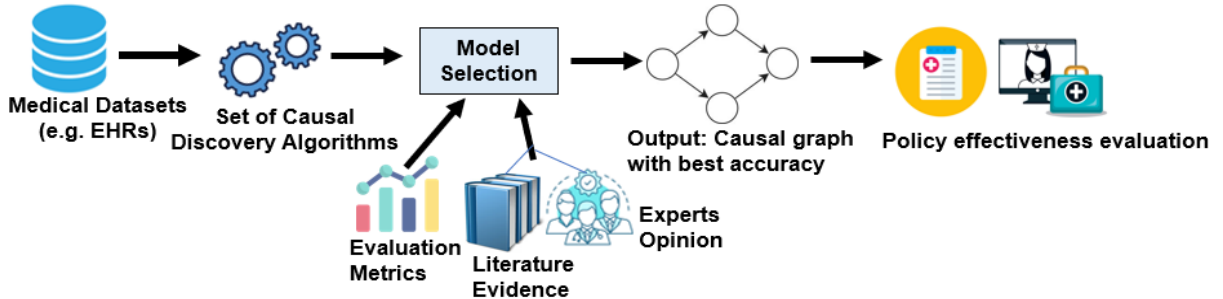 Medical Datasets
(e.g. EHRs)
Set of Causal
Discovery Algorithms
Model
Selection
Evaluation
Metrics
Literature
Evidence
Experts
Opinion
Output: Causal graph
with best accuracy
Policy effectiveness evaluation